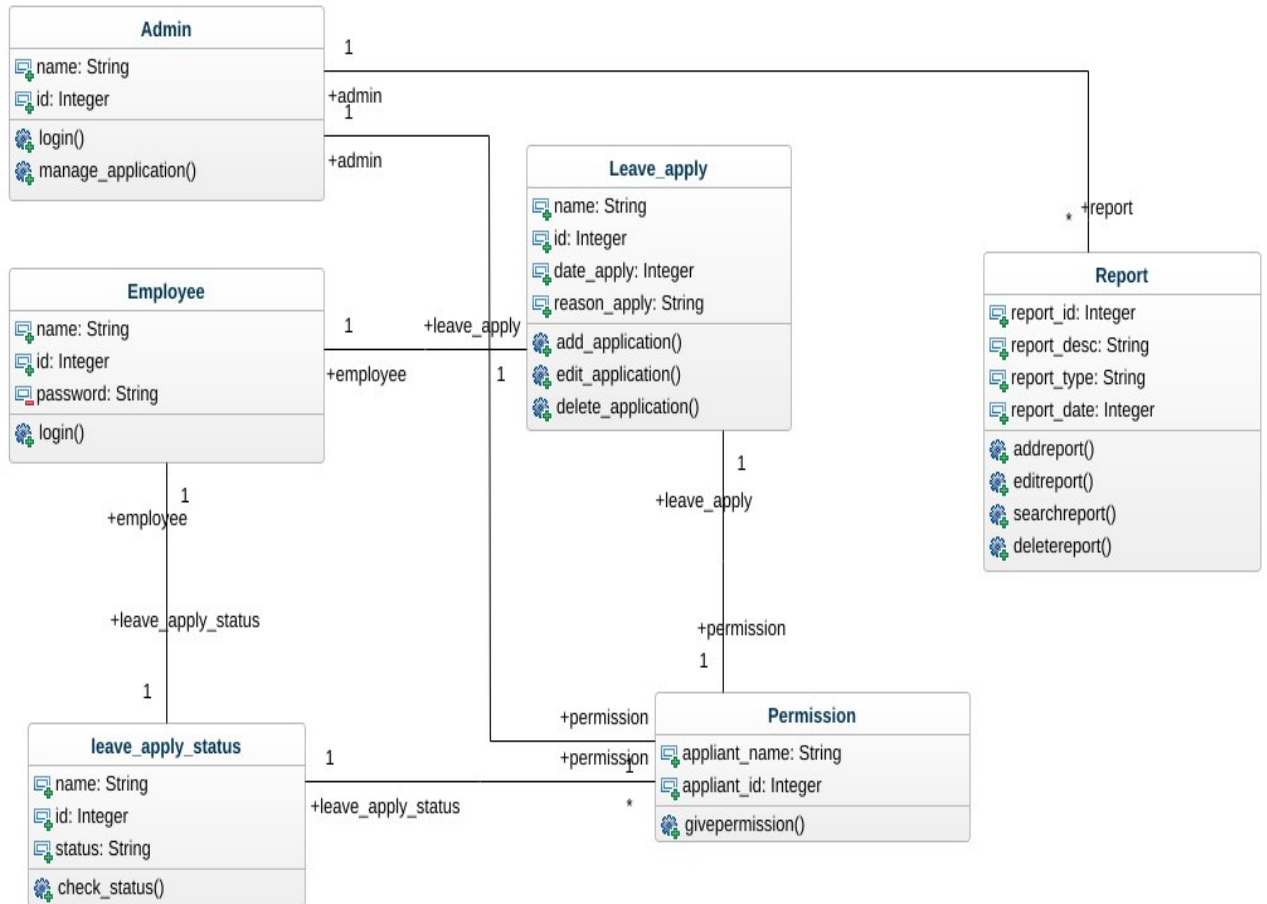 Admin
name: String
id: Integer
login()
manage_application()
1
+admin
1
+admin
*
+report
Leave_apply
name: String
id: Integer
date_apply: Integer
reason_apply: String
add_application()
edit_application()
delete_application()
Report
report_id: Integer
report_desc: String
report_type: String
report_date: Integer
addreport()
editreport()
searchreport()
deletereport()
Employee
name: String
id: Integer
password: String
login()
1
+employee
+leave_apply
1
1
+employee
+leave_apply_status
1
1
+leave_apply
+permission
1
leave_apply_status
name: String
id: Integer
status: String
check_status()
1
+leave_apply_status
+permission
+permission
1
*
Permission
appliant_name: String
appliant_id: Integer
givepermission()